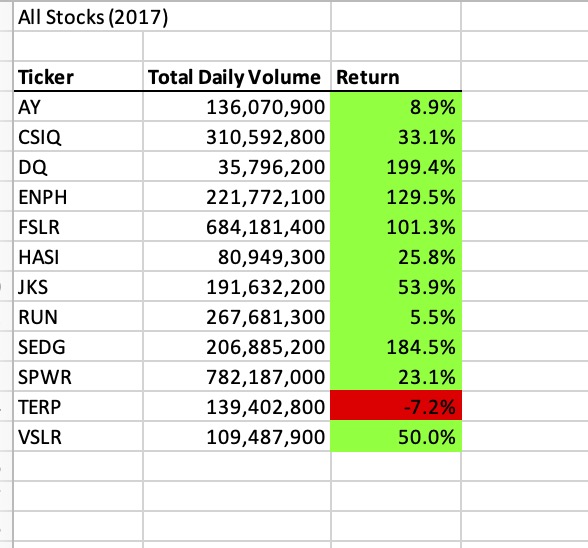 All Stocks (2017)
Ticker Total Daily Volume Return
AY 136,070,900 8.9%
CSIQ 310,592,800 33.1%
DQ 35,796,200 199.4%
ENPH 221,772,100 129.5%
FSLR 684,181,400 101.3%
HASI 80,949,300 25.8%
JKS 191,632,200 53.9%
RUN 267,681,300 5.5%
SEDG 206,885,200 184.5%
SPWR 782,187,000 23.1%
TERP 139,402,800 -7.2%
VSLR 109,487,900 50.0%